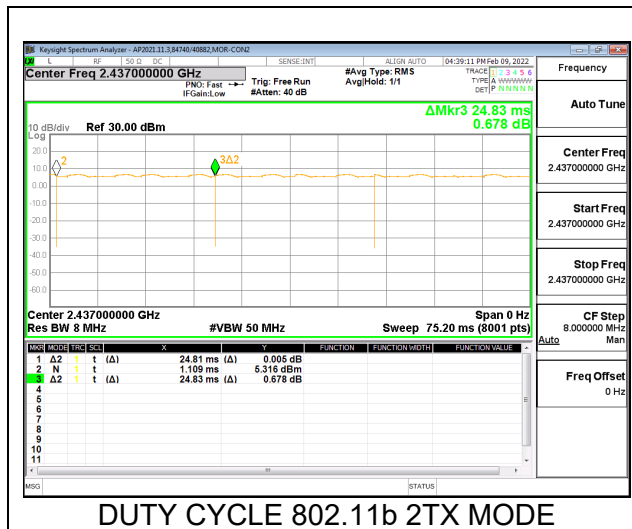 Keysight Spectrum Analyzer - AP2021.11.3,84740/40882,MOR-CON2
L RF 50 Ω DC SENSE:INT ALIGN AUTO 04:39:11 PM Feb 09, 2022
Center Freq 2.437000000 GHz
PNO: Fast
IFGain:Low
Trig: Free Run
#Atten: 40 dB
#Avg Type: RMS
Avg|Hold: 1/1
TRACE 1 2 3 4 5 6
TYPE A WWWWW
DET P N N N N N
Frequency
Auto Tune
Center Freq
2.437000000 GHz
Start Freq
2.437000000 GHz
Stop Freq
2.437000000 GHz
CF Step
8.000000 MHz
Auto Man
Freq Offset
0 Hz
ΔMkr3 24.83 ms
0.678 dB
10 dB/div Ref 30.00 dBm
Log
20.0
10.0
0.00
-10.0
-20.0
-30.0
-40.0
-50.0
-60.0
2
3Δ2
Center 2.437000000 GHz Span 0 Hz
Res BW 8 MHz #VBW 50 MHz Sweep 75.20 ms (8001 pts)
MKR MODE TRC SCL X Y FUNCTION FUNCTION WIDTH FUNCTION VALUE
1 Δ2 1 t (Δ) 24.81 ms (Δ) 0.005 dB
2 N 1 t 1.109 ms 5.316 dBm
3 Δ2 1 t (Δ) 24.83 ms (Δ) 0.678 dB
4
5
6
7
8
9
10
11
MSG STATUS
DUTY CYCLE 802.11b 2TX MODE